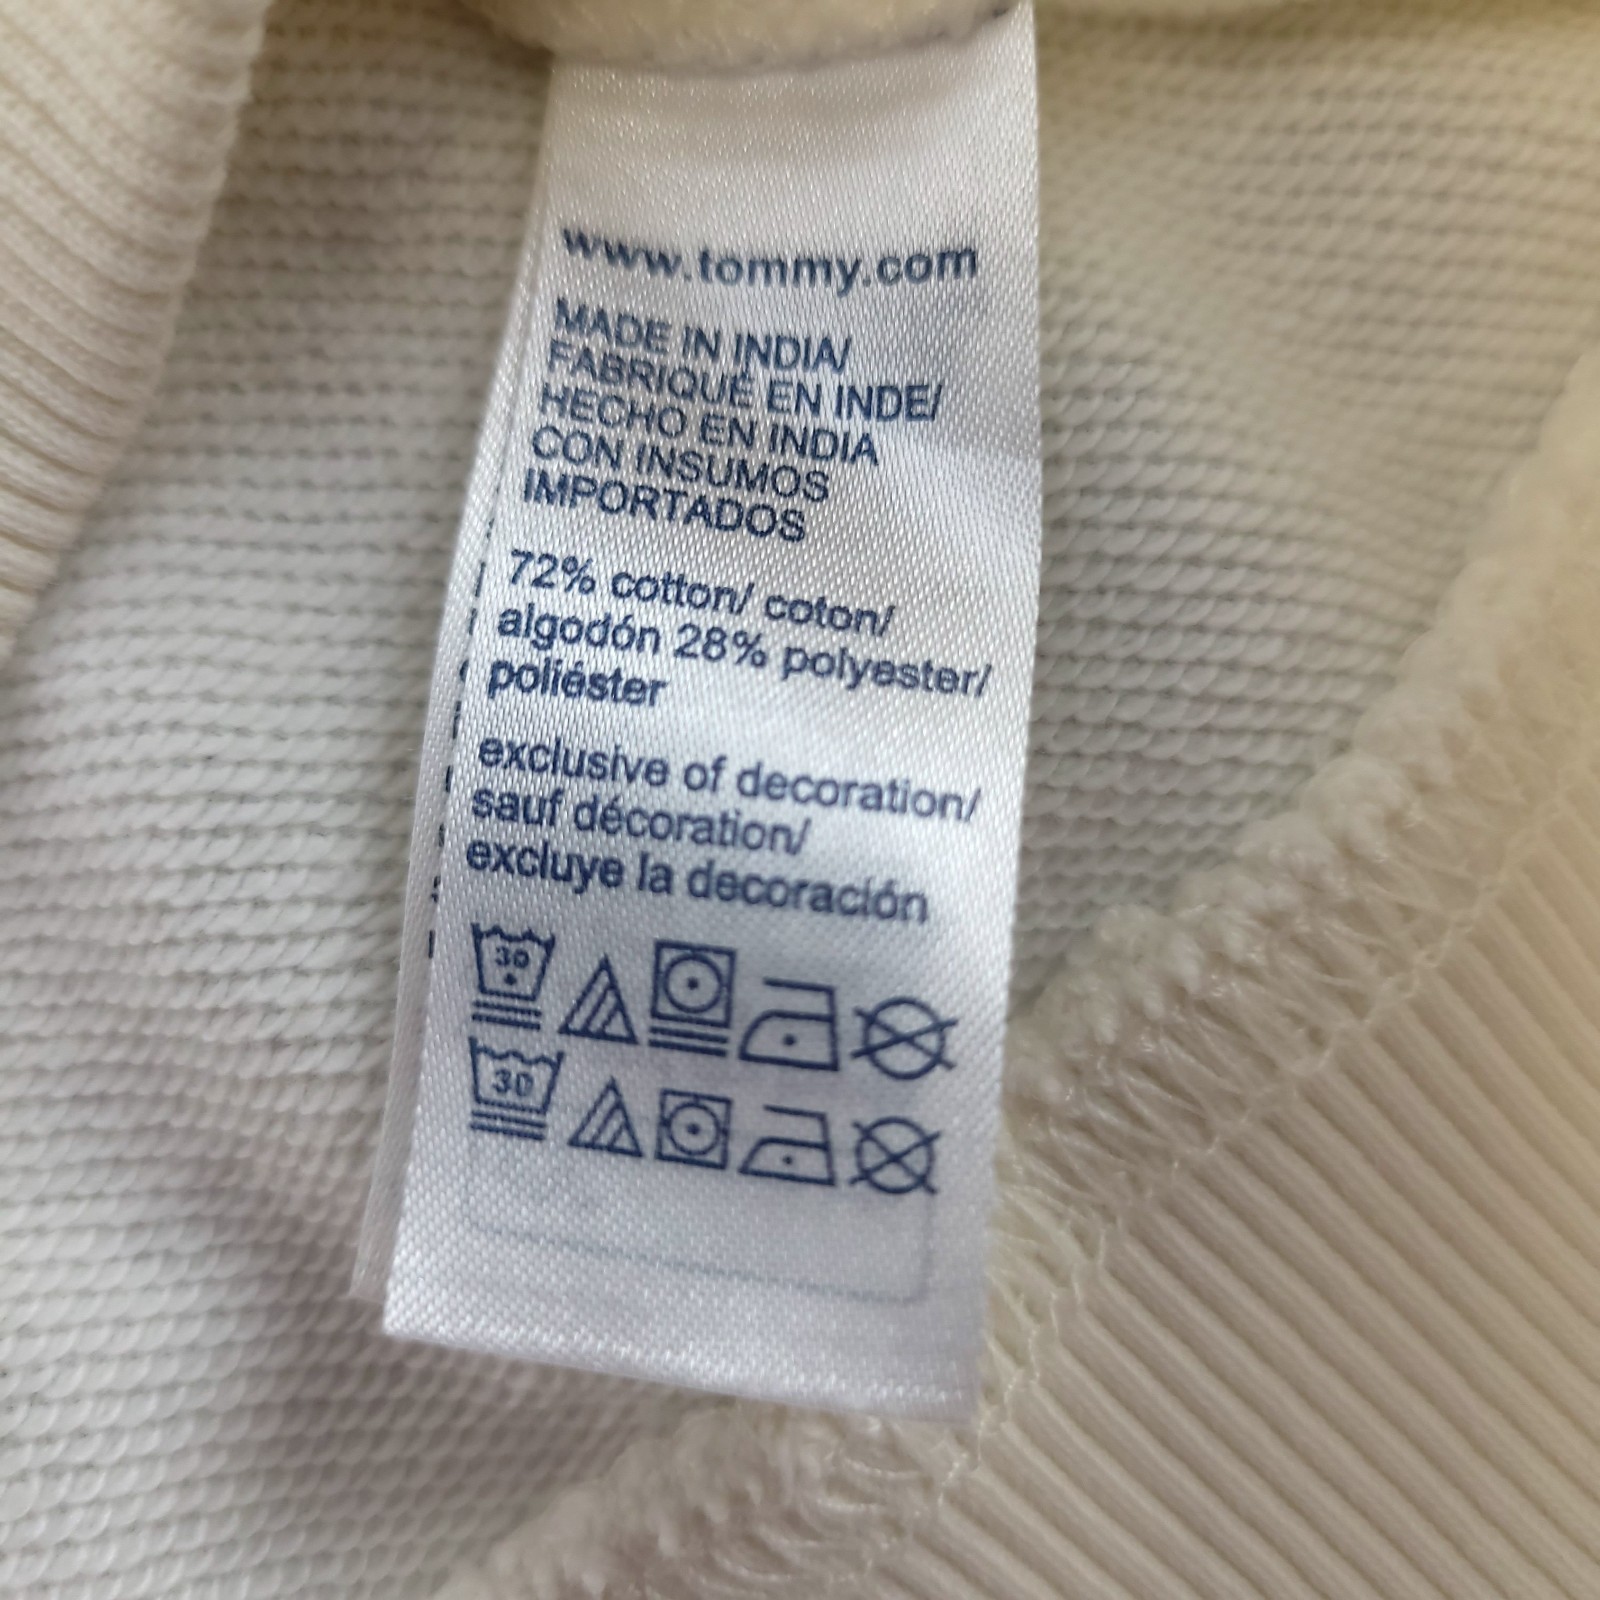 www.tommy.com
MADE IN INDIA/
FABRIQUÉ EN INDE/
HECHO EN INDIA
CON INSUMOS
IMPORTADOS
72% cotton/ coton/
algodón 28% polyester/
poliéster
exclusive of decoration/
sauf décoration/
excluye la decoración
30
30